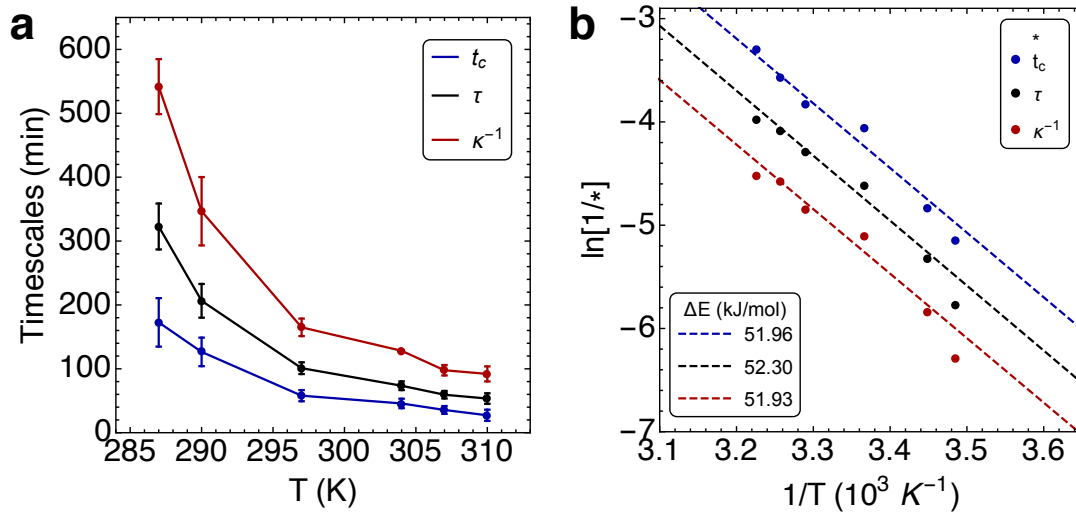 a
600
500
400
300
200
100
0
285
290
295
300
305
310
Timescales (min)
T (K)
t_c
τ
κ⁻¹
b
−3
−4
−5
−6
−7
3.1
3.2
3.3
3.4
3.5
3.6
ln[1/*]
1/T (10³ K⁻¹)
*
t_c
τ
κ⁻¹
ΔE (kJ/mol)
51.96
52.30
51.93